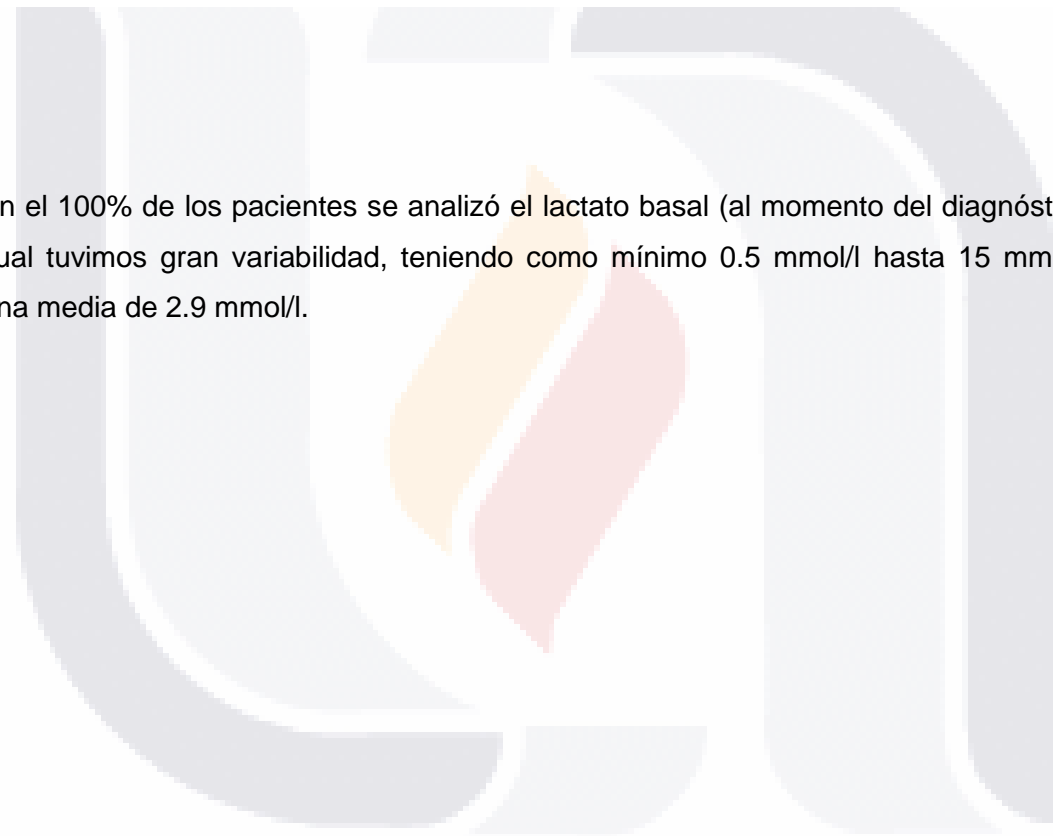 n el 100% de los pacientes se analizó el lactato basal (al momento del diagnóst
ual tuvimos gran variabilidad, teniendo como mínimo 0.5 mmol/l hasta 15 mm
na media de 2.9 mmol/l.